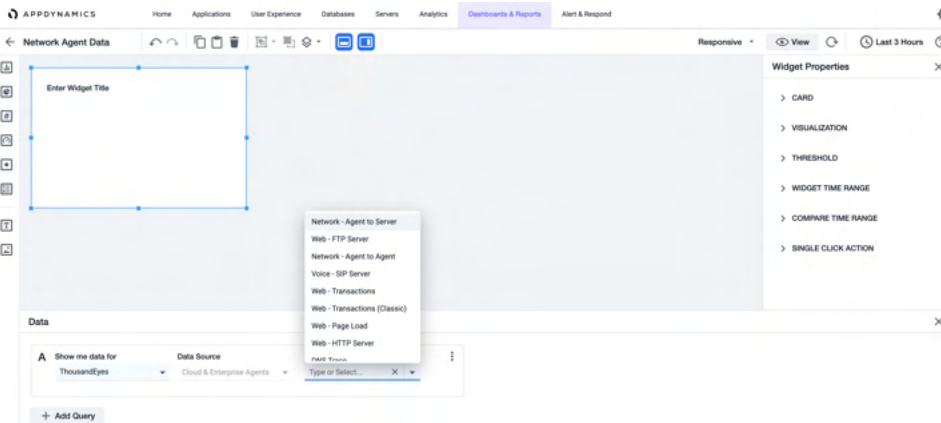 APPDYNAMICS Home Applications User Experience Databases Servers Analytics Dashboards & Reports Alert & Respond
Network Agent Data Responsive View Last 3 Hours
Widget Properties
Enter Widget Title
CARD
VISUALIZATION
THRESHOLD
WIDGET TIME RANGE
COMPARE TIME RANGE
SINGLE CLICK ACTION
Network - Agent to Server
Web - FTP Server
Network - Agent to Agent
Voice - SIP Server
Web - Transactions
Web - Transactions (Classic)
Web - Page Load
Web - HTTP Server
DNS Trace
Data
A Show me data for Data Source
ThousandEyes Cloud & Enterprise Agents Type or Select...
+ Add Query